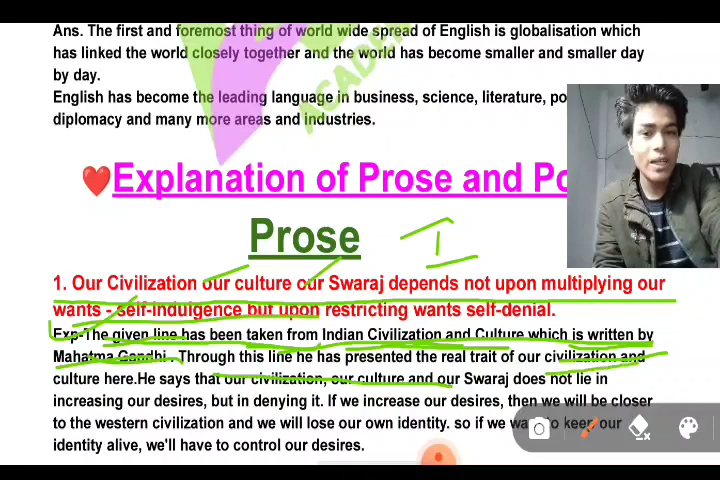 Ans. The first and foremost thing of world wide spread of English is globalisation which
has linked the world closely together and the world has become smaller and smaller day
by day.
English has become the leading language in business, science, literature,
diplomacy and many more areas and industries.
ACADE
Explanation of Prose and
Prose
1. Our Civilization our culture our Swaraj depends not upon multiplying our
wants - self-indulgence but upon restricting wants self-denial.
Exp-The given line has been taken from Indian Civilization and Culture which is written by
Mahatma Gandhi . Through this line he has presented the real trait of our civilization and
culture here.He says that our civilization, our culture and our Swaraj does not lie in
increasing our desires, but in denying it. If we increase our desires, then we will be closer
to the western civilization and we will lose our own identity. so if we to keep our
identity alive, we'll have to control our desires.